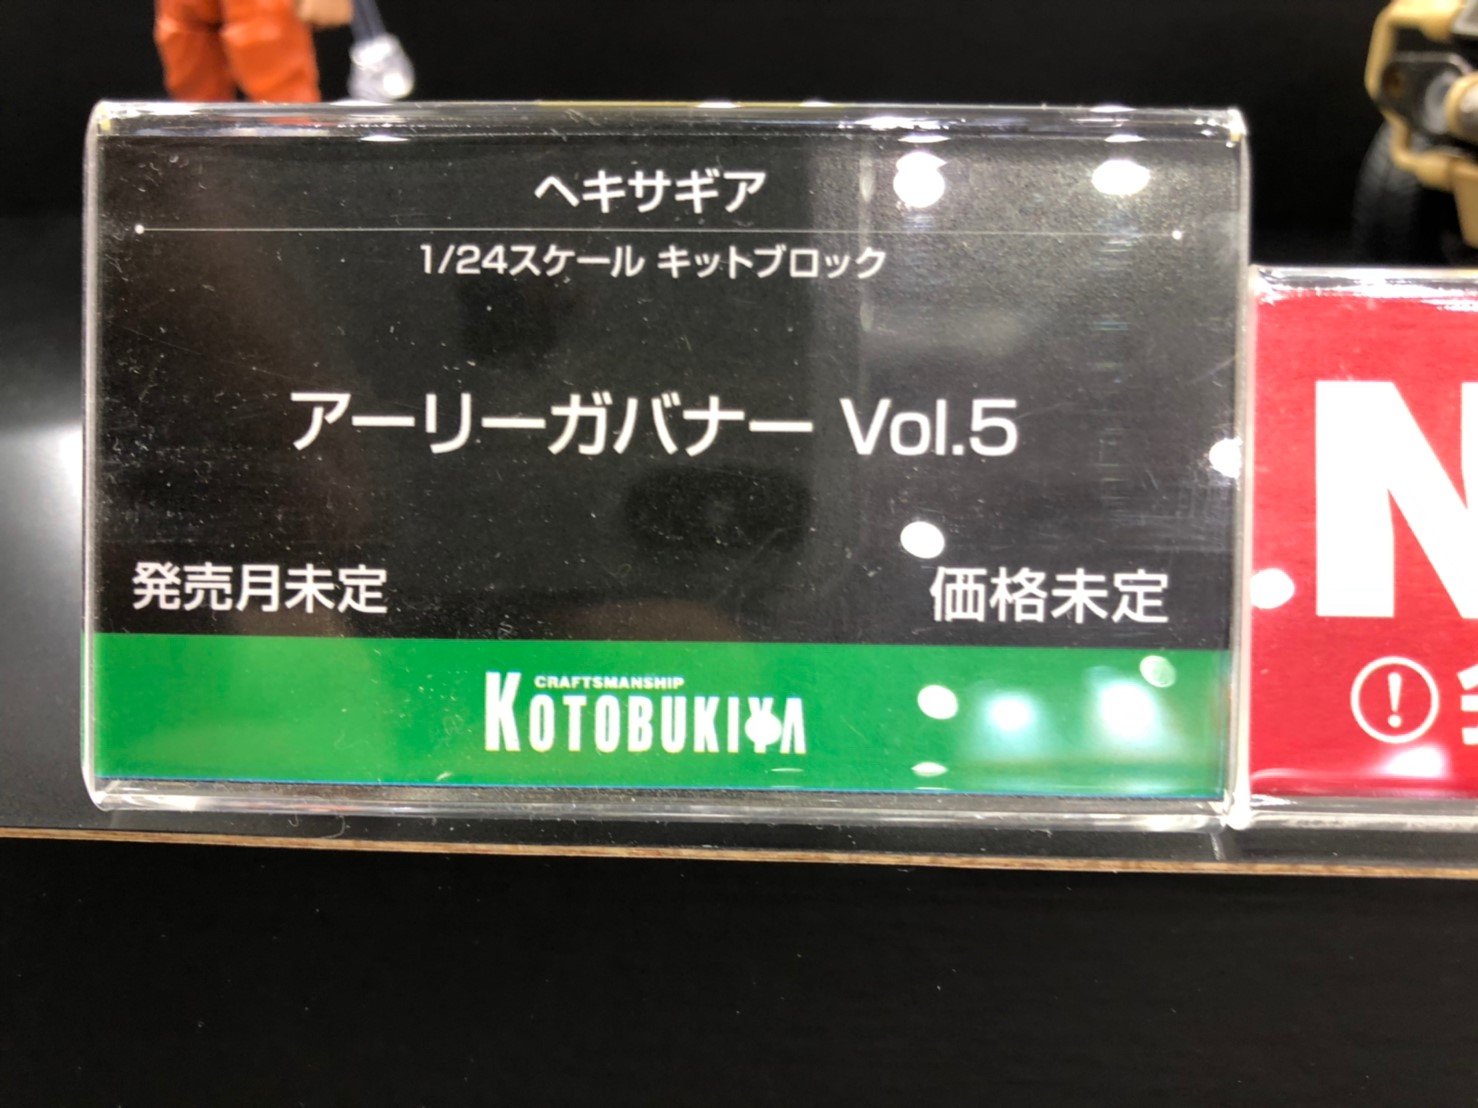 ヘキサギア
1/24スケール キットブロック
アーリーガバナー Vol.5
発売月未定
価格未定
CRAFTSMANSHIP
KOTOBUKIYA
N
!